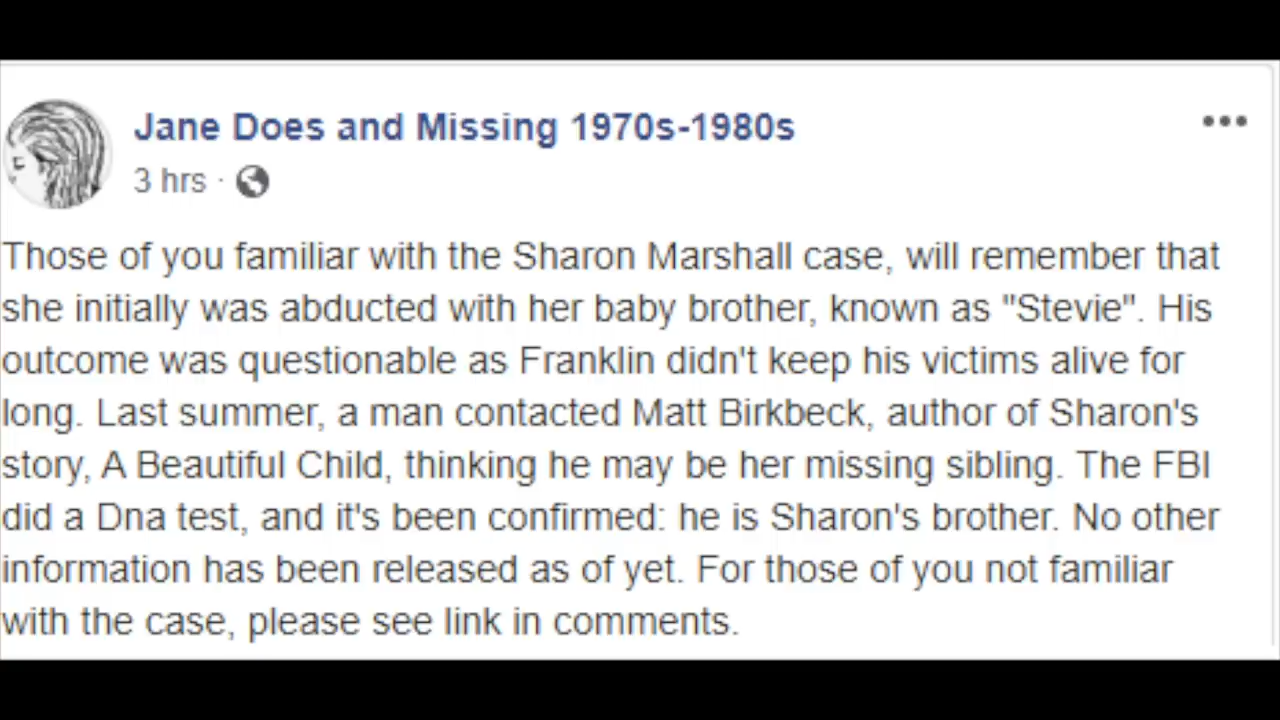 Jane Does and Missing 1970s-1980s
3 hrs ·
Those of you familiar with the Sharon Marshall case, will remember that
she initially was abducted with her baby brother, known as "Stevie". His
outcome was questionable as Franklin didn't keep his victims alive for
long. Last summer, a man contacted Matt Birkbeck, author of Sharon's
story, A Beautiful Child, thinking he may be her missing sibling. The FBI
did a Dna test, and it's been confirmed: he is Sharon's brother. No other
information has been released as of yet. For those of you not familiar
with the case, please see link in comments.